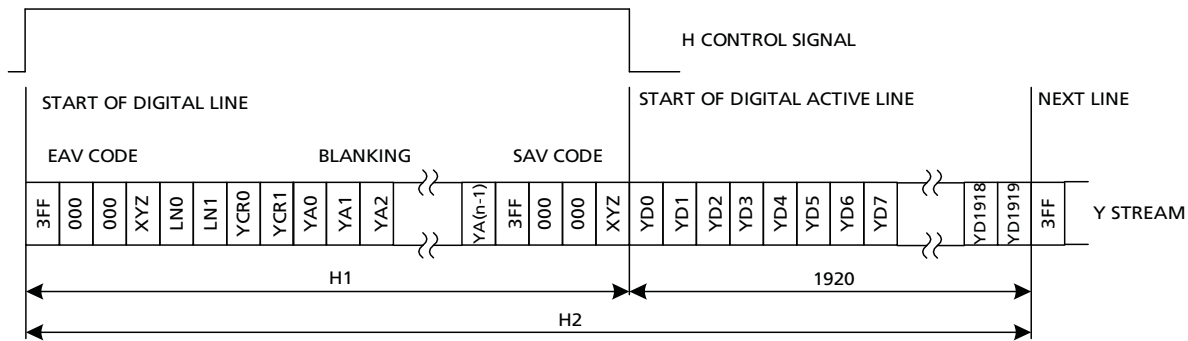 H CONTROL SIGNAL
START OF DIGITAL LINE
START OF DIGITAL ACTIVE LINE
NEXT LINE
EAV CODE
BLANKING
SAV CODE
3FF
000
000
XYZ
LN0
LN1
YCR0
YCR1
YA0
YA1
YA2
YA(n-1)
3FF
000
000
XYZ
YD0
YD1
YD2
YD3
YD4
YD5
YD6
YD7
YD1918
YD1919
3FF
Y STREAM
H1
1920
H2